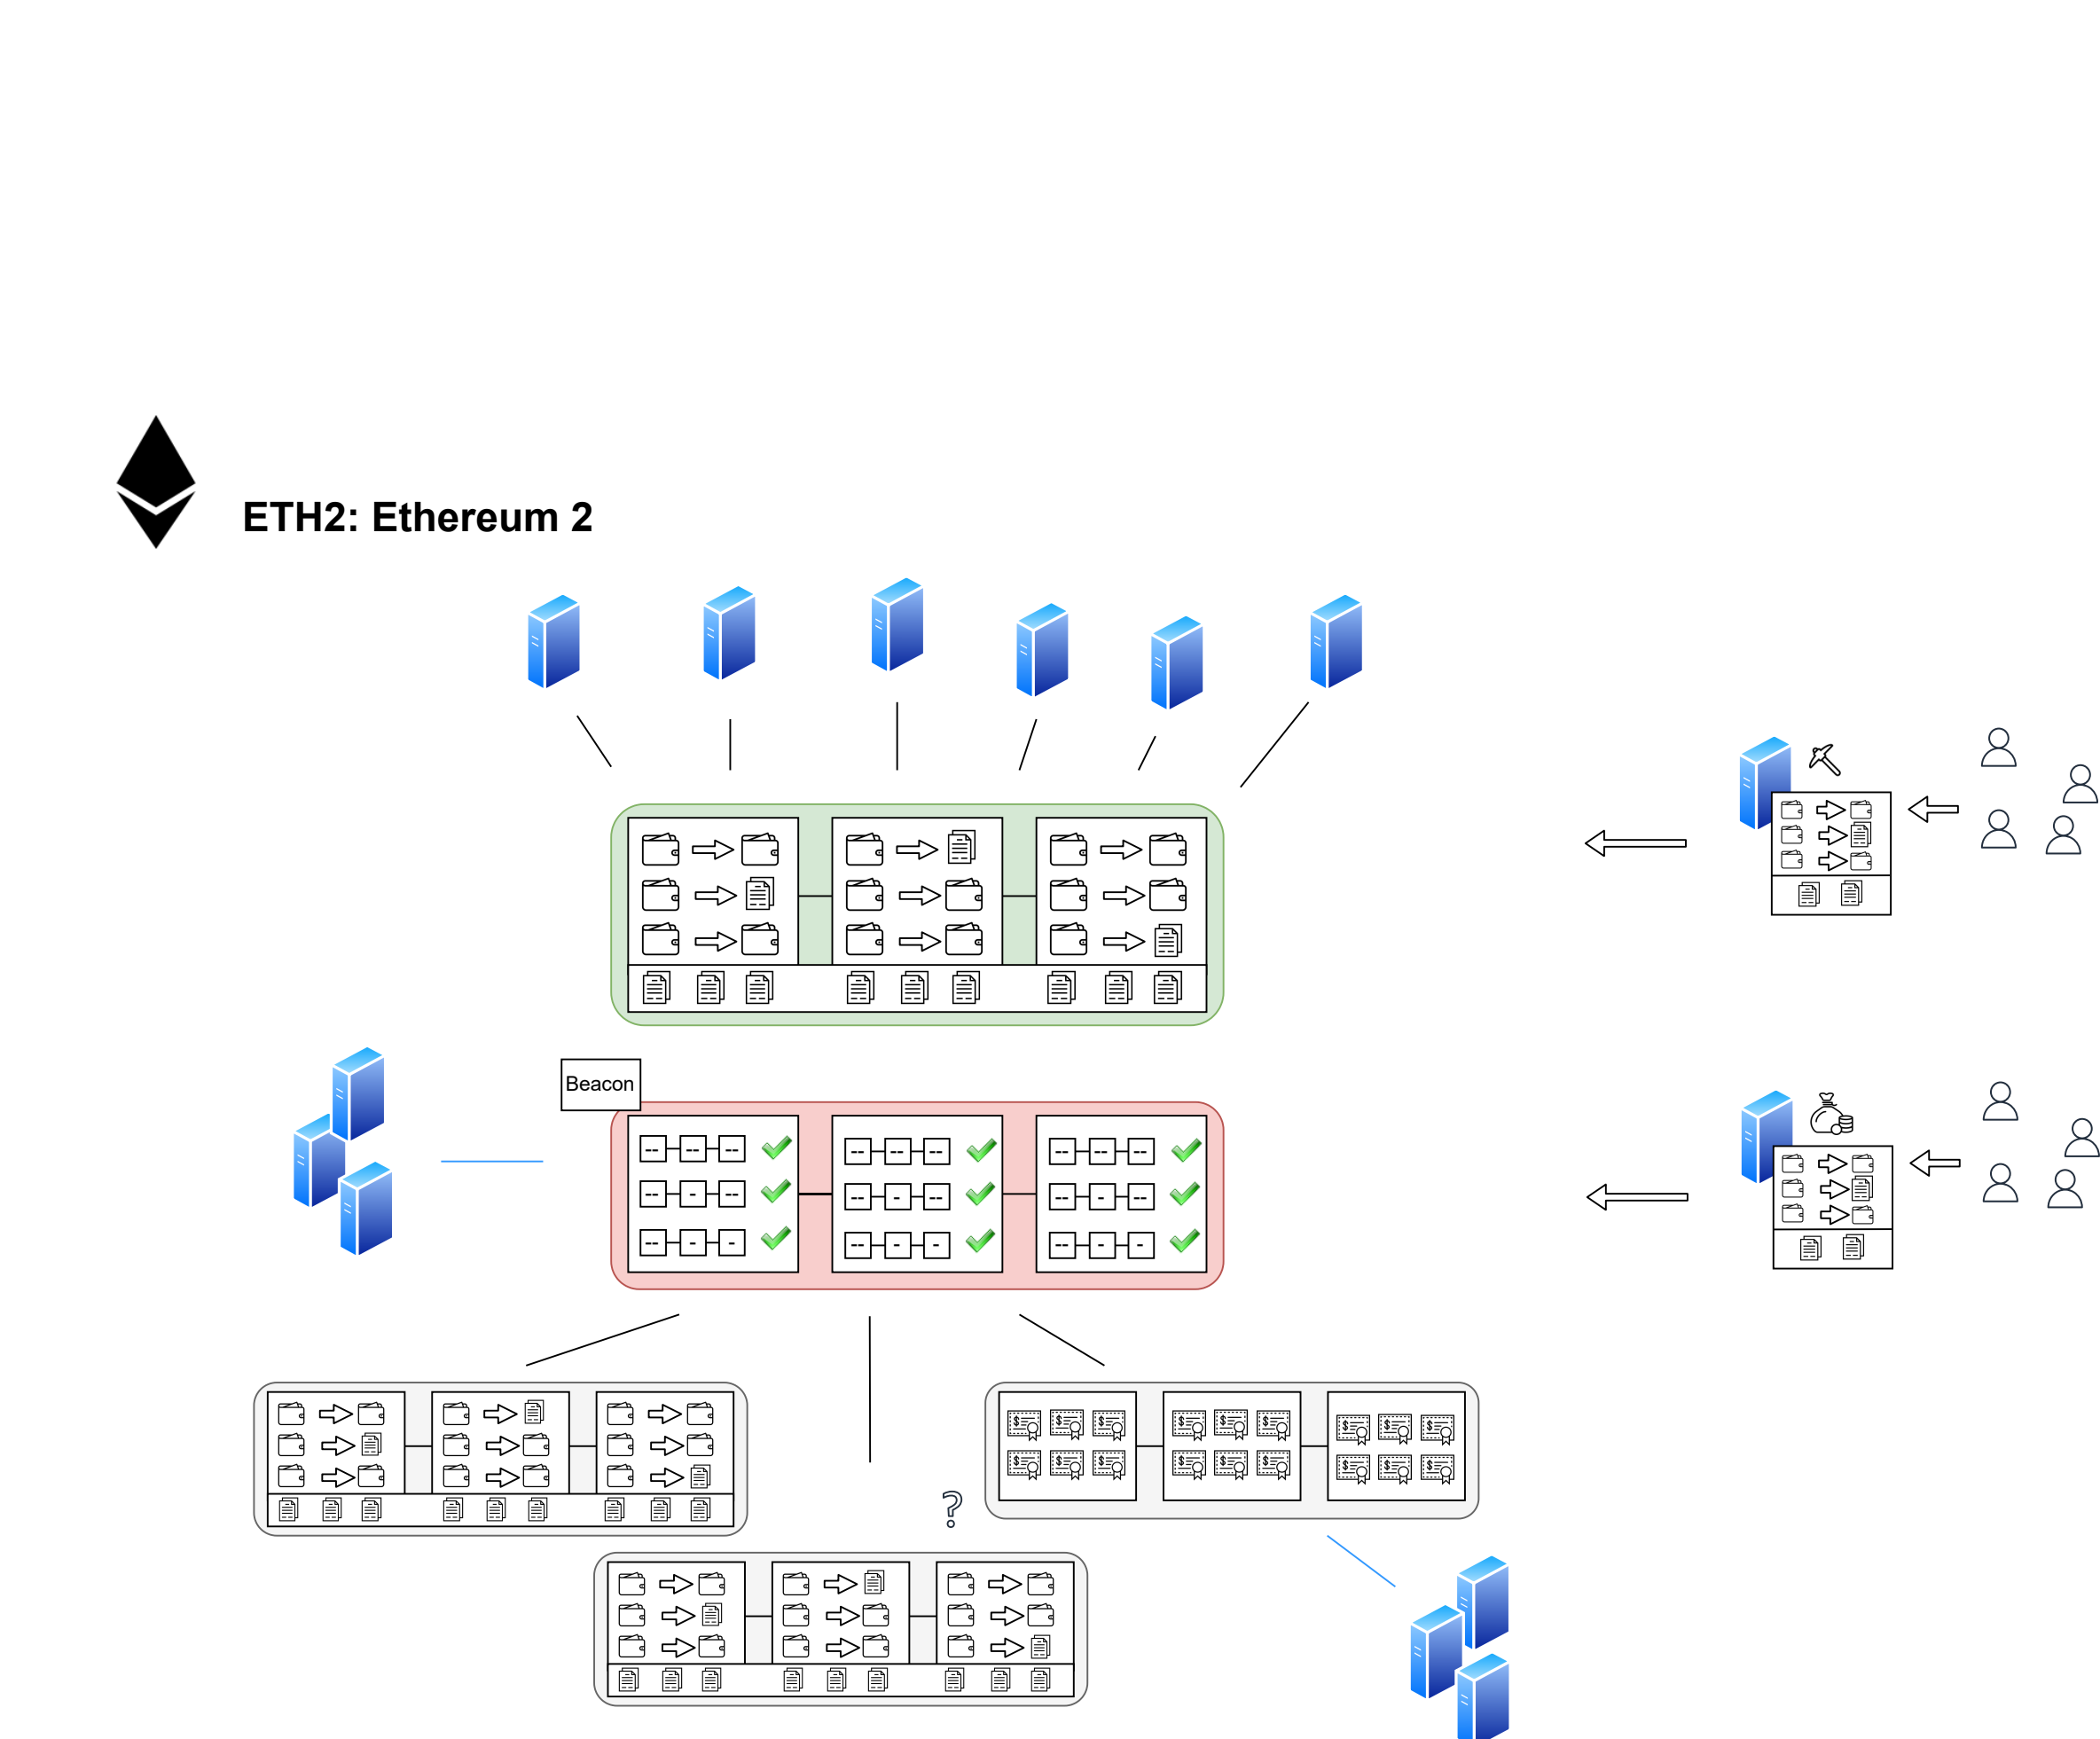 ETH2: Ethereum 2
Beacon
-- -- -- -- -- -- -- -- --
-- - -- -- - -- -- - --
-- - - -- - - -- - -
?